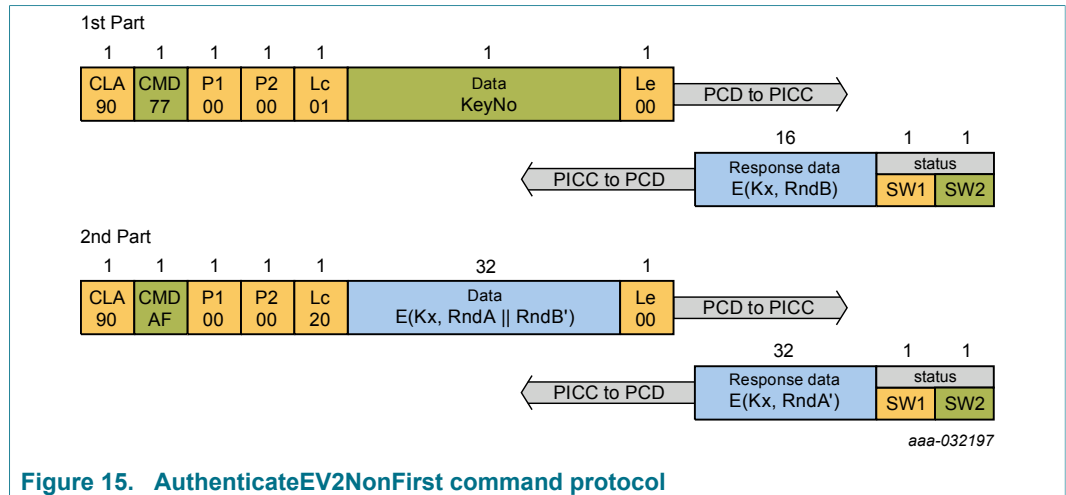 1st Part
1 1 1 1 1 1 1
CLA CMD P1 P2 Lc Data Le
90 77 00 00 01 KeyNo 00
PCD to PICC
16 1 1
Response data status
E(Kx, RndB) SW1 SW2
PICC to PCD
2nd Part
1 1 1 1 1 32 1
CLA CMD P1 P2 Lc Data Le
90 AF 00 00 20 E(Kx, RndA || RndB') 00
PCD to PICC
32 1 1
Response data status
E(Kx, RndA') SW1 SW2
PICC to PCD
aaa-032197
Figure 15. AuthenticateEV2NonFirst command protocol